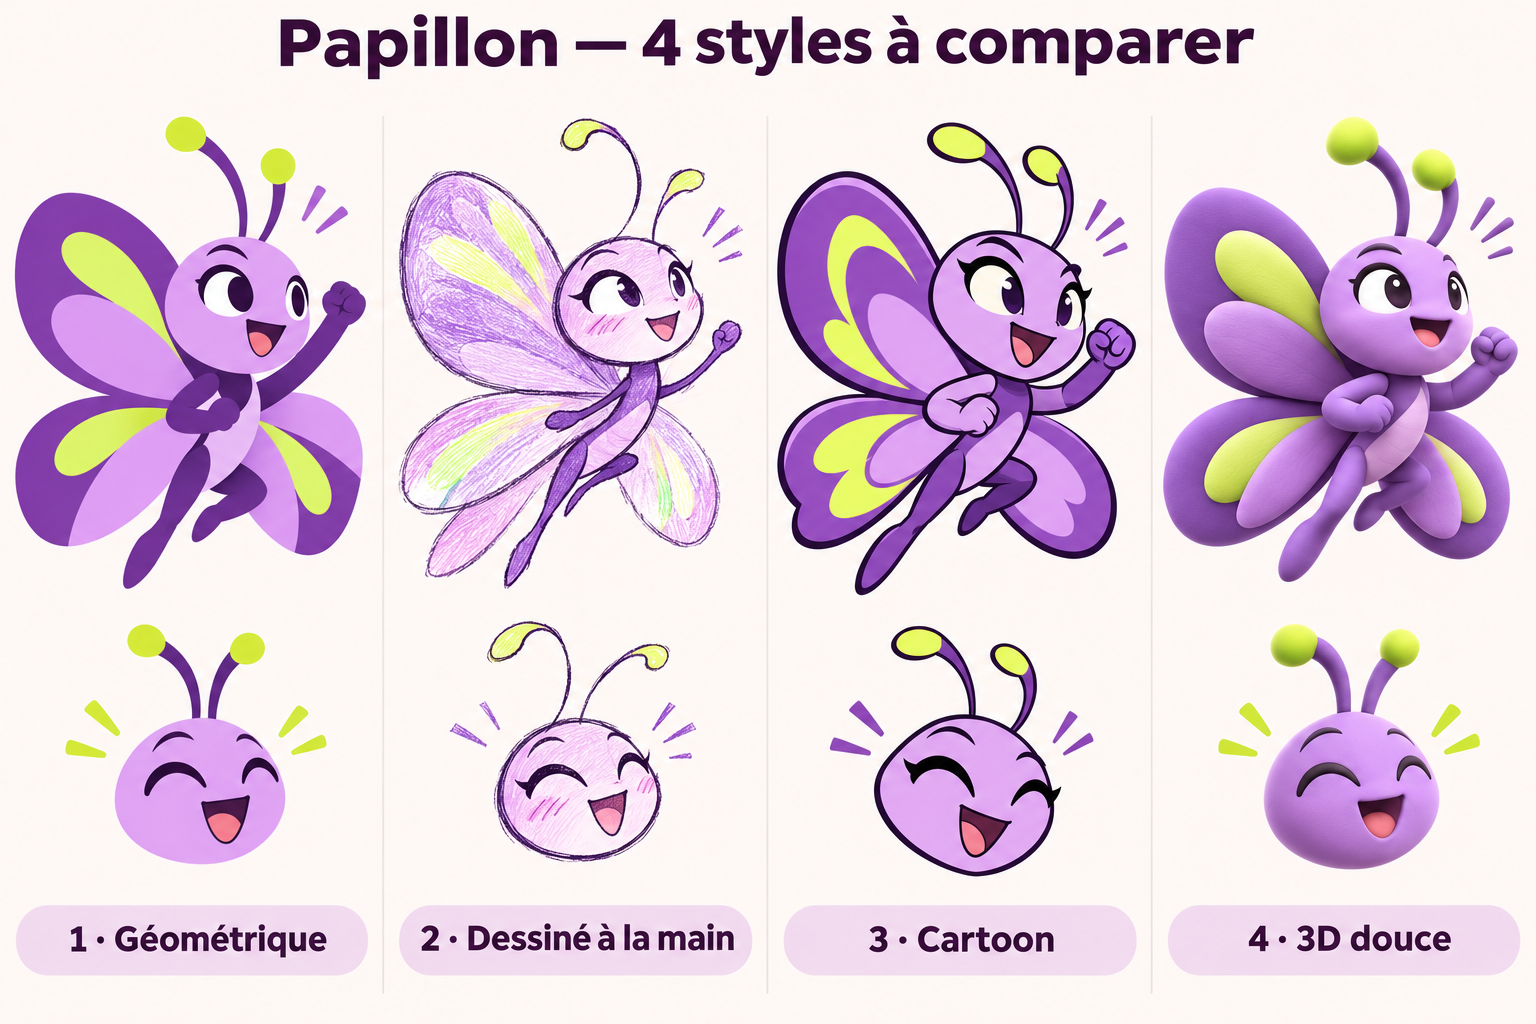 Papillon — 4 styles à comparer
1 · Géométrique
2 · Dessiné à la main
3 · Cartoon
4 · 3D douce